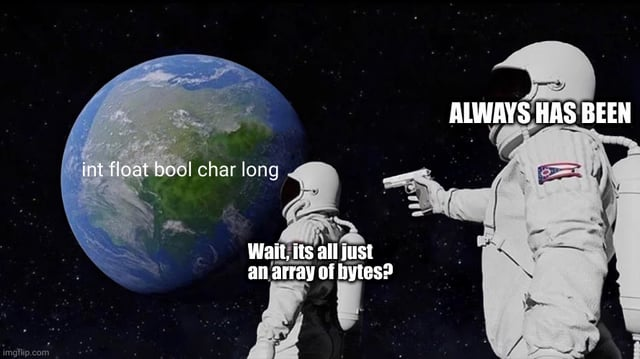 ALWAYS HAS BEEN
int float bool char long
Wait, its all just
an array of bytes?
imgflip.com